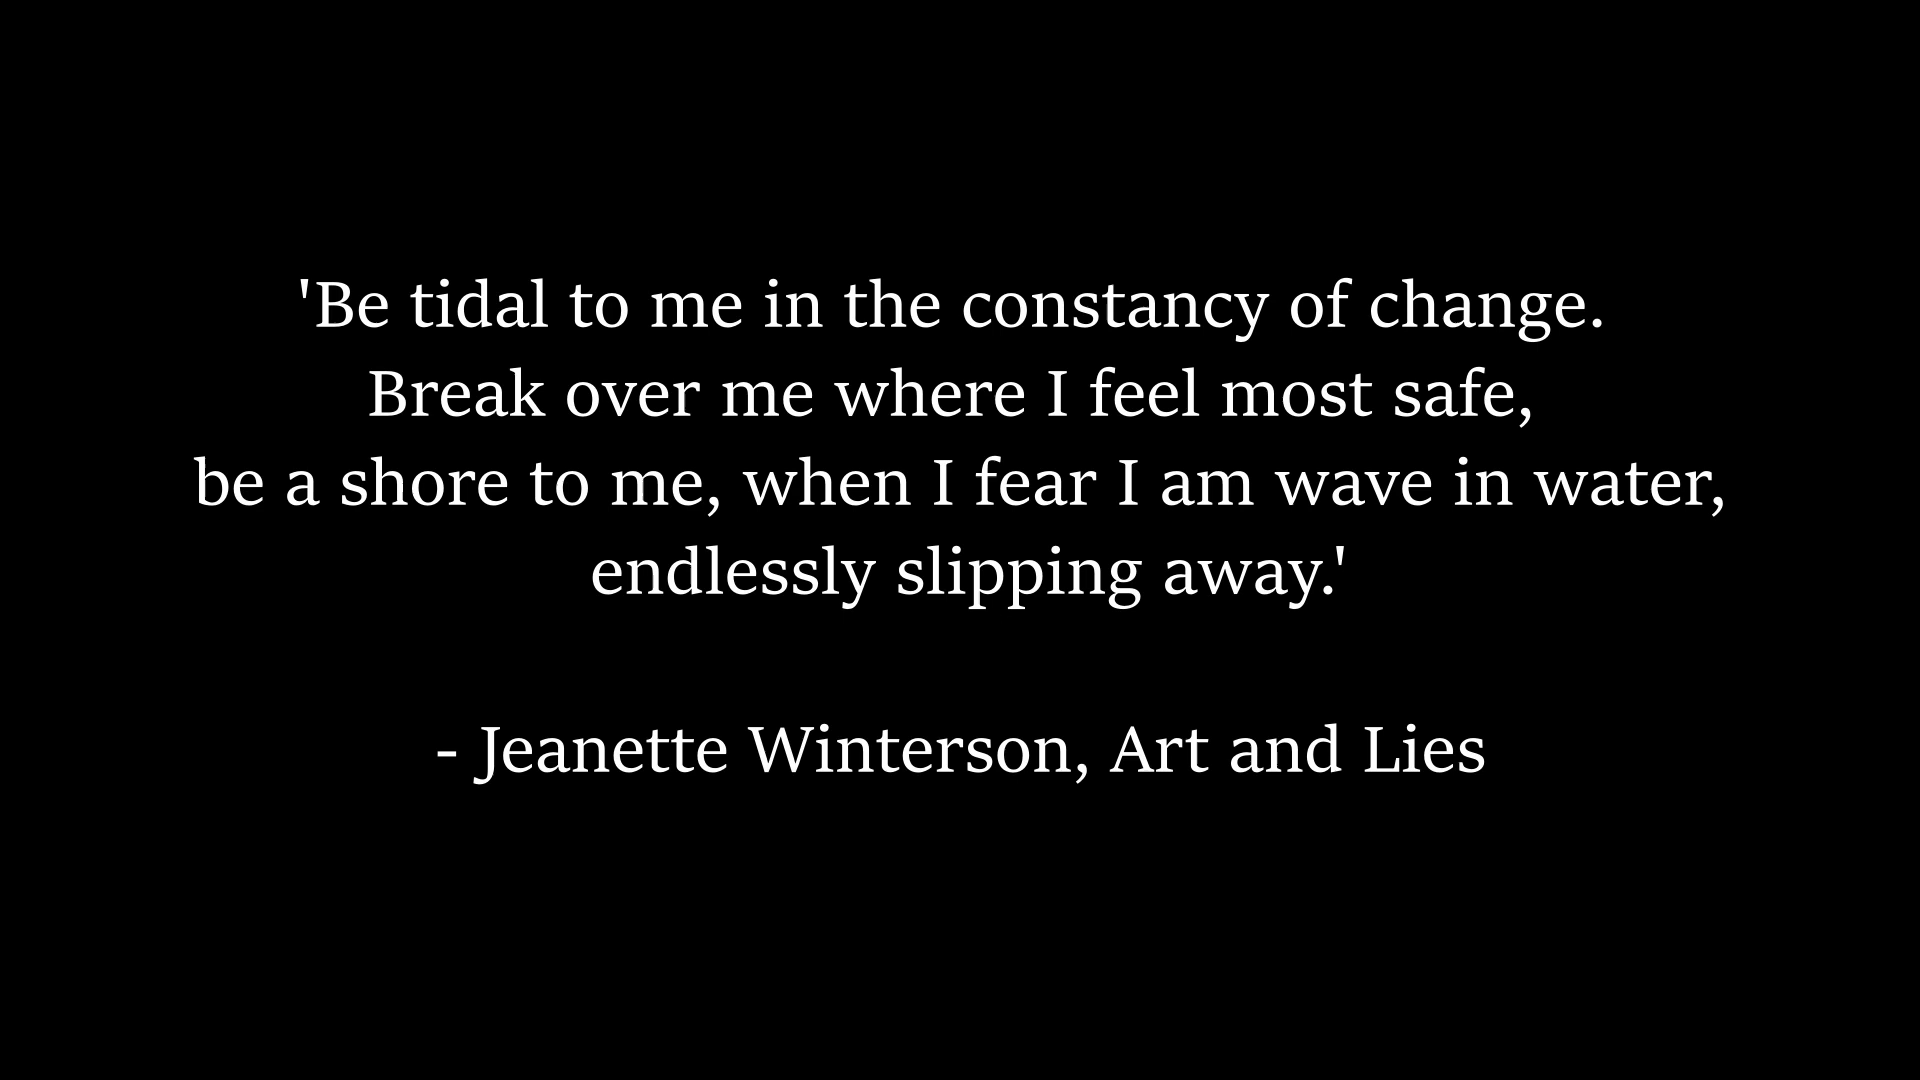 'Be tidal to me in the constancy of change.
Break over me where I feel most safe,
be a shore to me, when I fear I am wave in water,
endlessly slipping away.'
- Jeanette Winterson, Art and Lies